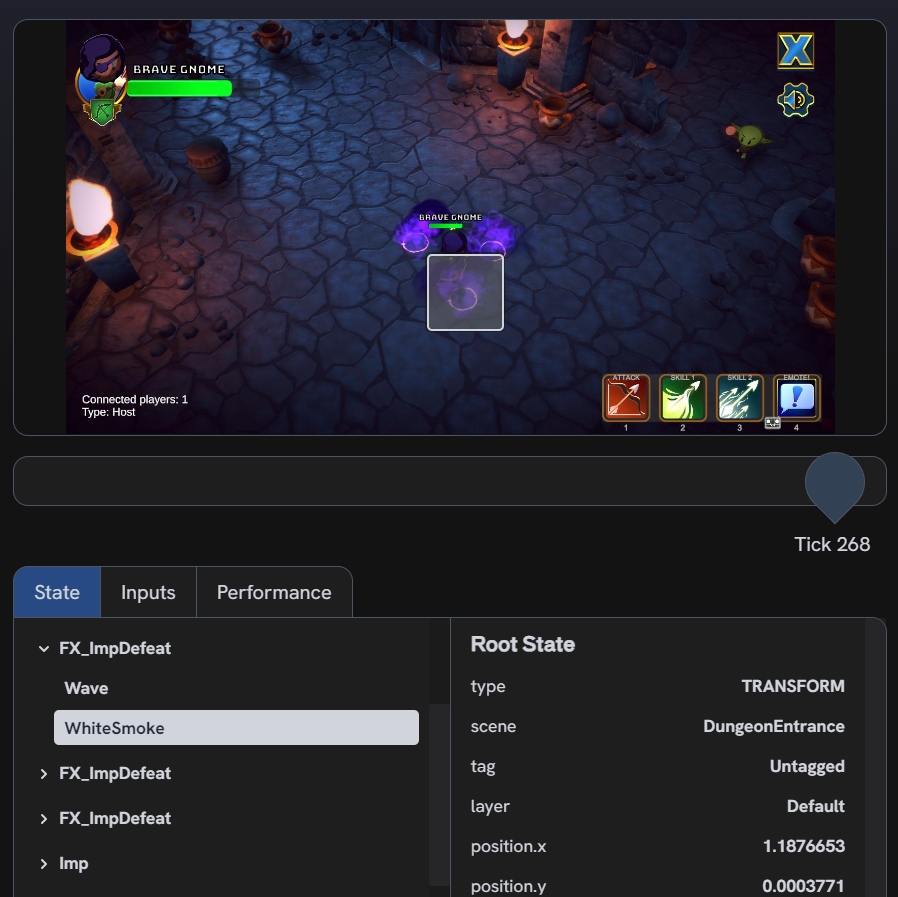 BRAVE GNOME
BRAVE GNOME
Connected players: 1
Type: Host
ATTACK SKILL 1 SKILL 2 EMOTE!
1 2 3 4
Tick 268
State Inputs Performance
FX_ImpDefeat
Wave
WhiteSmoke
FX_ImpDefeat
FX_ImpDefeat
Imp
Root State
type TRANSFORM
scene DungeonEntrance
tag Untagged
layer Default
position.x 1.1876653
position.y 0.0003771